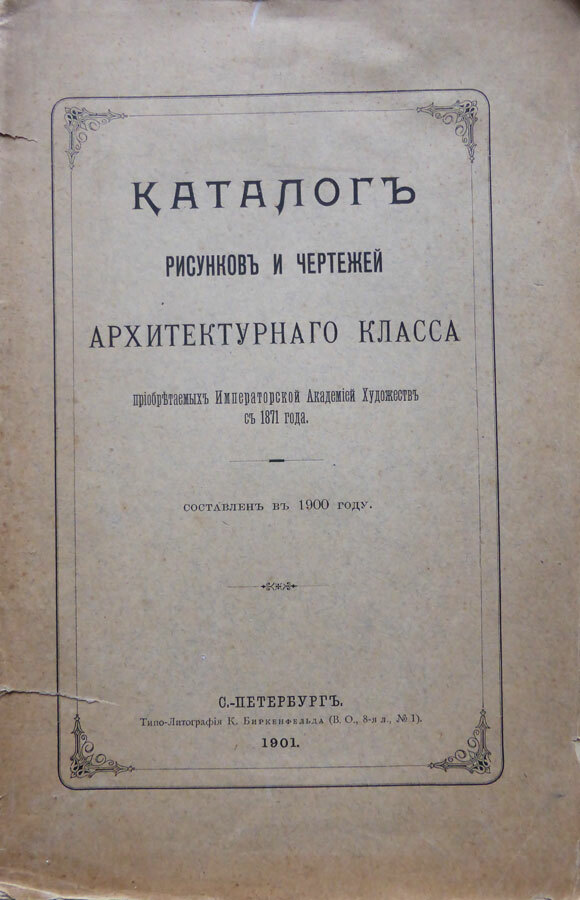 КАТАЛОГЪ
РИСУНКОВЪ И ЧЕРТЕЖЕЙ
АРХИТЕКТУРНАГО КЛАССА
пріобрѣтаемыхъ Императорской Академіей Художествъ
съ 1871 года.
СОСТАВЛЕНЪ ВЪ 1900 ГОДУ.
С.-ПЕТЕРБУРГЪ.
Типо-Литографія К. Биркенфельда (В. О., 8-я л., № 1).
1901.